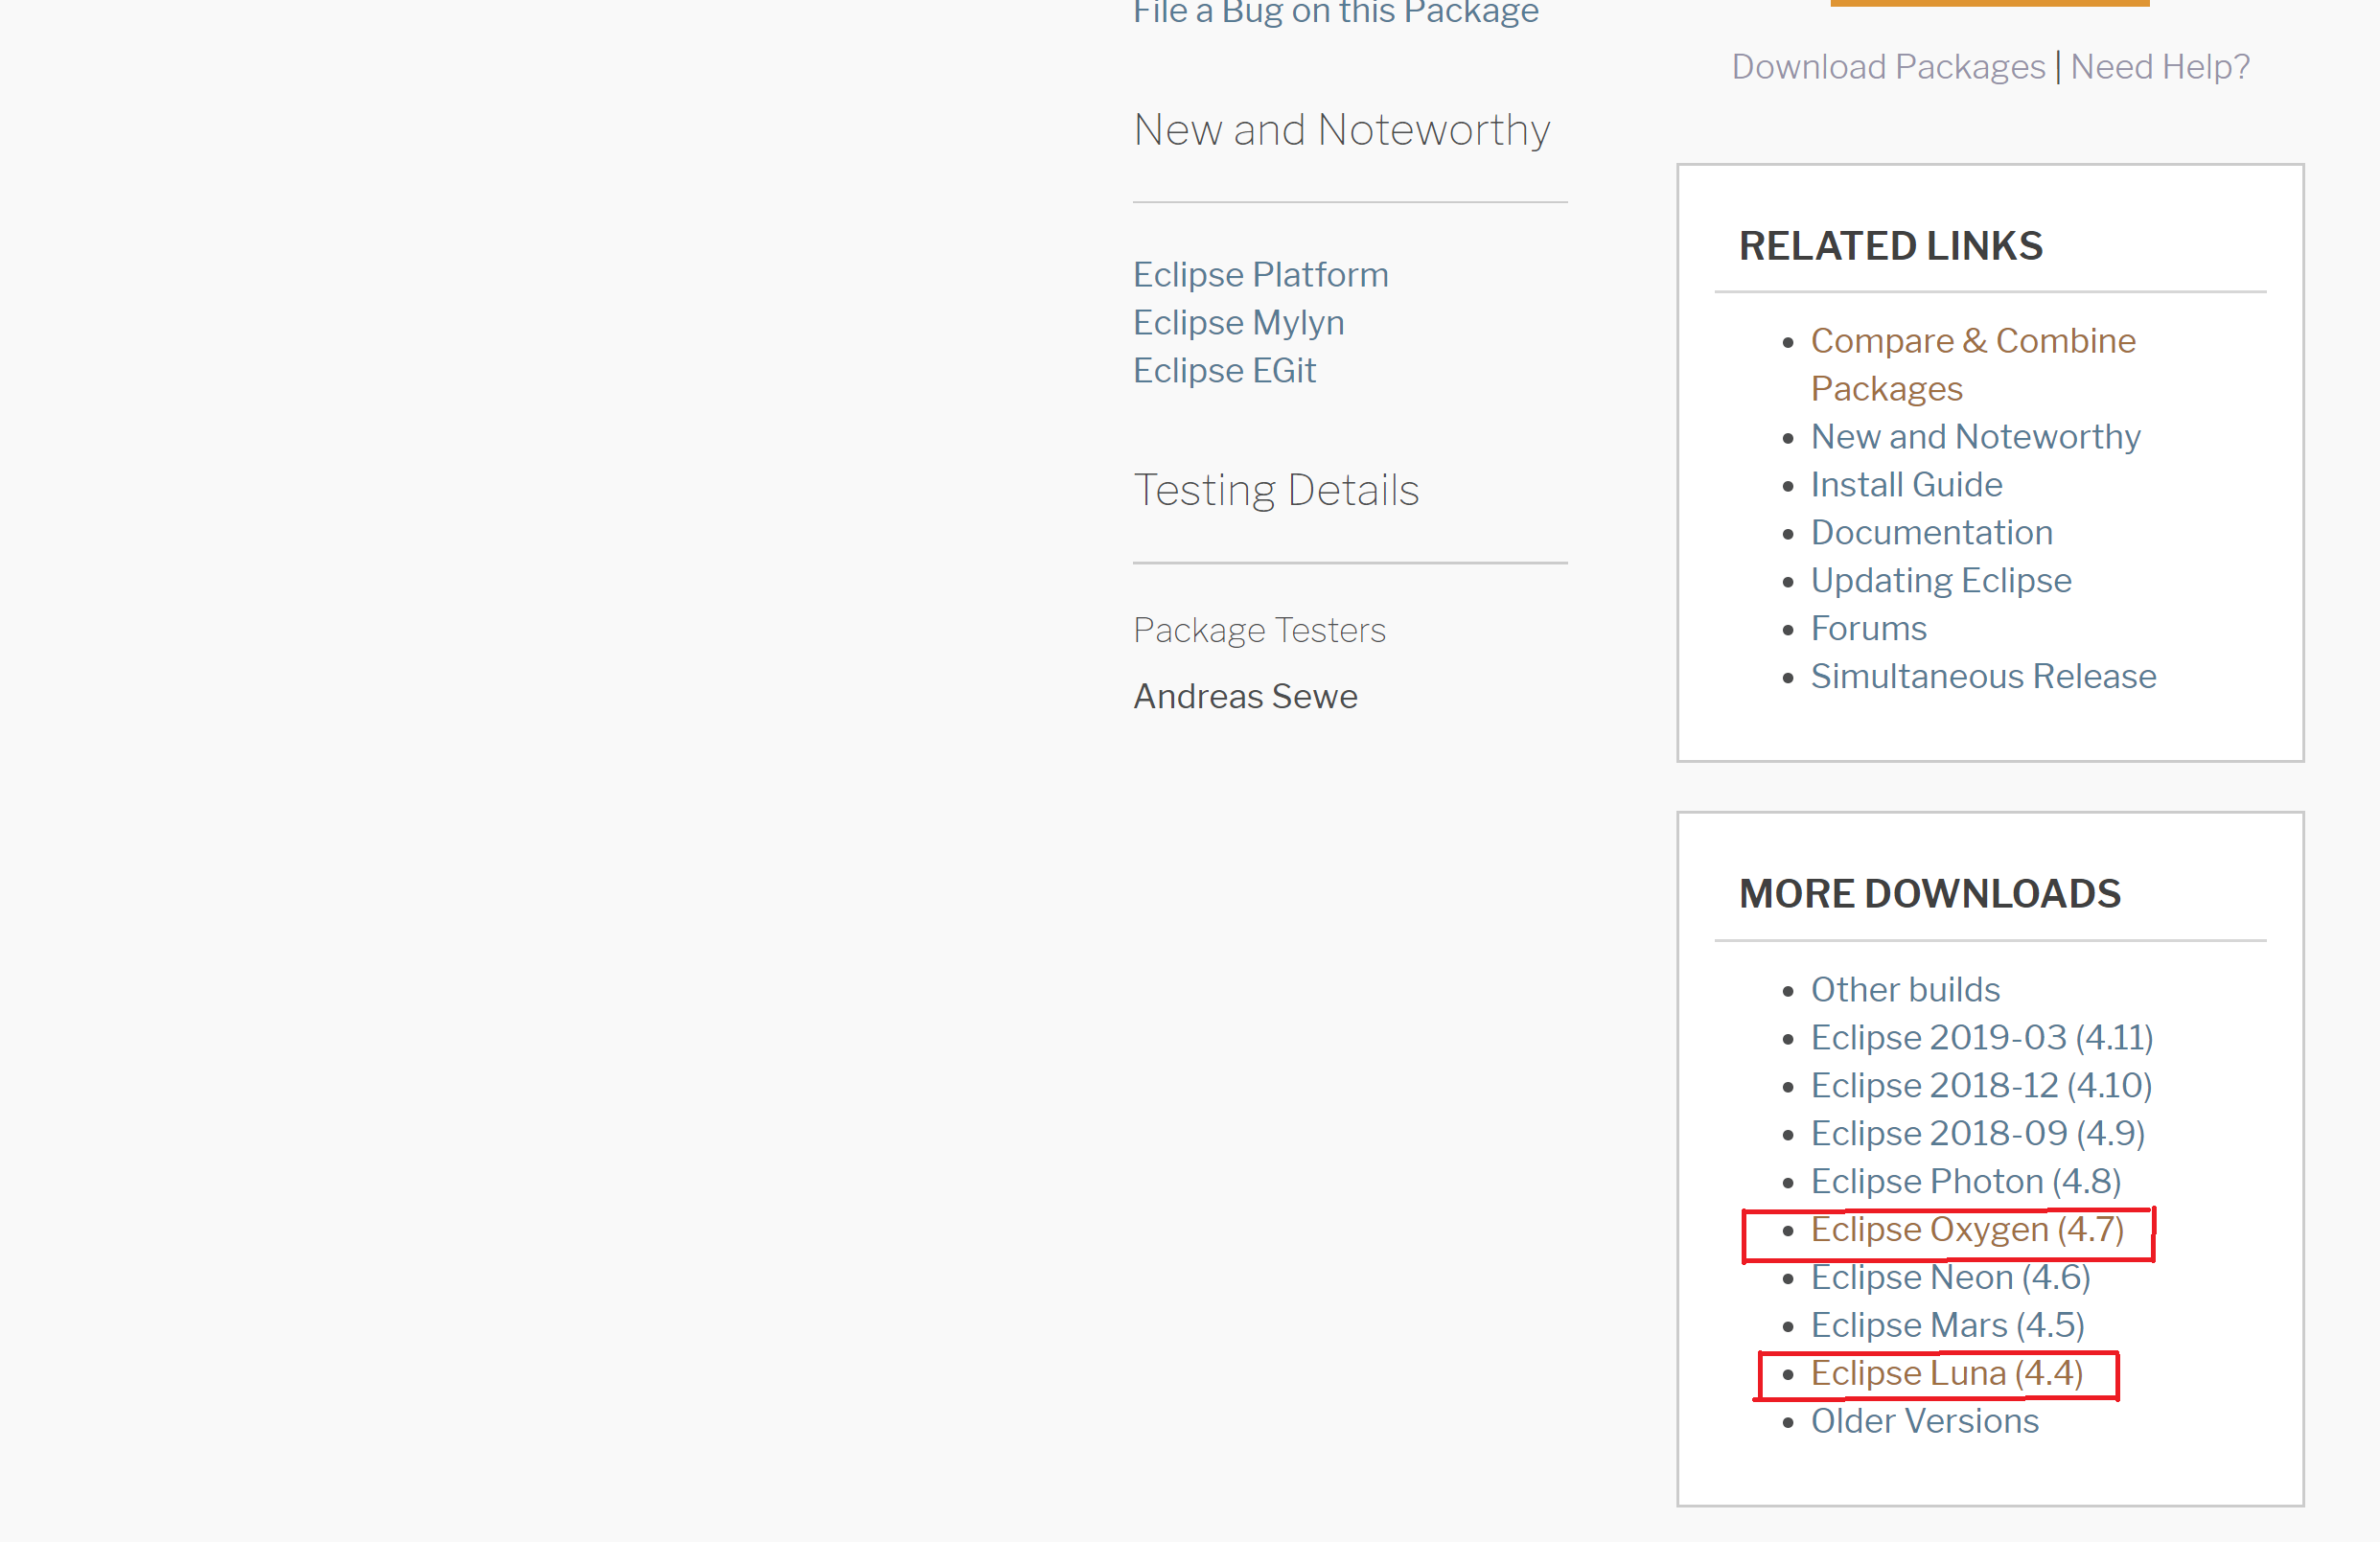 File a Bug on this Package
New and Noteworthy
Eclipse Platform
Eclipse Mylyn
Eclipse EGit
Testing Details
Package Testers
Andreas Sewe
Download Packages | Need Help?
RELATED LINKS
Compare & Combine
Packages
New and Noteworthy
Install Guide
Documentation
Updating Eclipse
Forums
Simultaneous Release
MORE DOWNLOADS
Other builds
Eclipse 2019-03 (4.11)
Eclipse 2018-12 (4.10)
Eclipse 2018-09 (4.9)
Eclipse Photon (4.8)
Eclipse Oxygen (4.7)
Eclipse Neon (4.6)
Eclipse Mars (4.5)
Eclipse Luna (4.4)
Older Versions